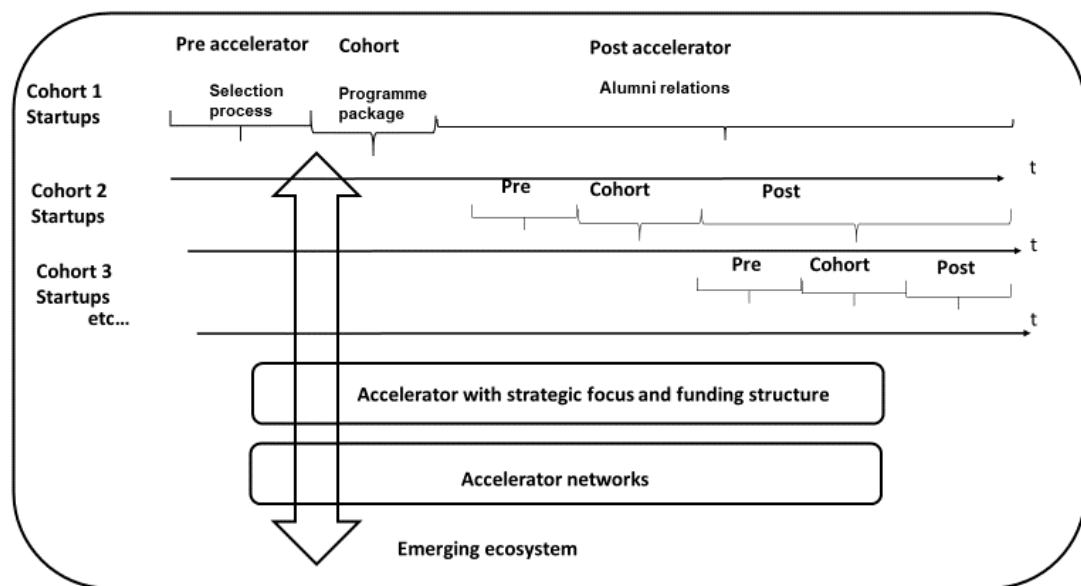 Pre accelerator
Cohort
Post accelerator
Cohort 1
Startups
Selection
process
Programme
package
Alumni relations
t
Cohort 2
Startups
Pre
Cohort
Post
t
Cohort 3
Startups
etc...
Pre
Cohort
Post
t
Accelerator with strategic focus and funding structure
Accelerator networks
Emerging ecosystem